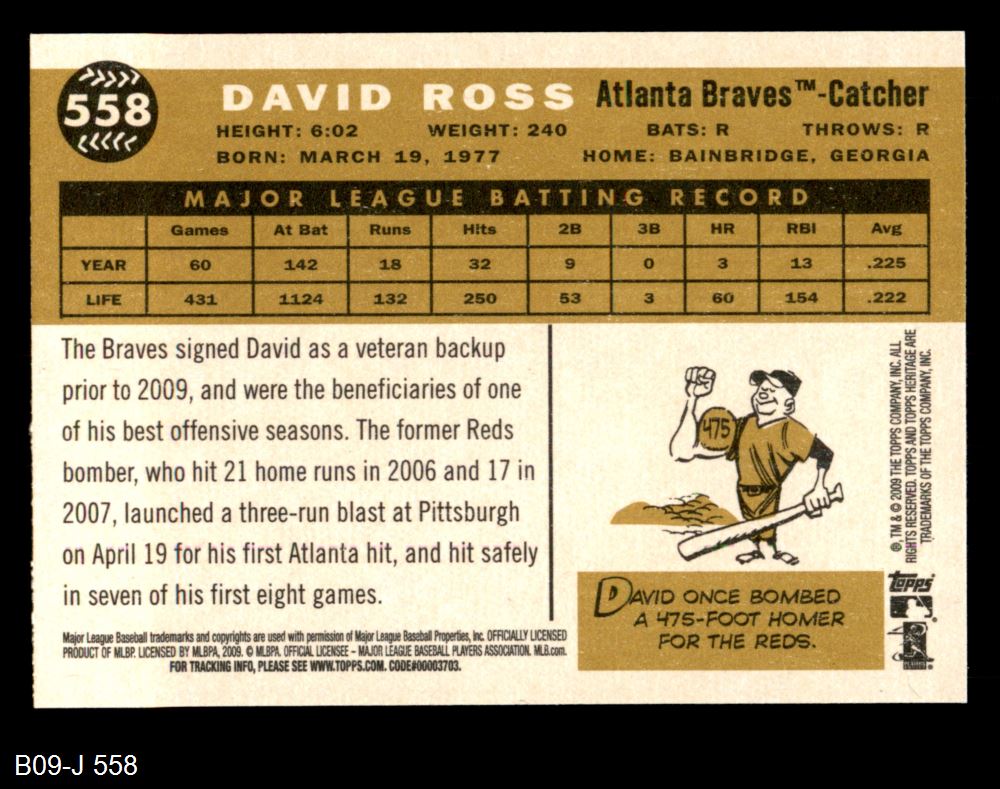 558
DAVID ROSS Atlanta Braves™-Catcher
HEIGHT: 6:02 WEIGHT: 240 BATS: R THROWS: R
BORN: MARCH 19, 1977 HOME: BAINBRIDGE, GEORGIA
MAJOR LEAGUE BATTING RECORD
Games At Bat Runs Hits 2B 3B HR RBI Avg
YEAR 60 142 18 32 9 0 3 13 .225
LIFE 431 1124 132 250 53 3 60 154 .222
The Braves signed David as a veteran backup
prior to 2009, and were the beneficiaries of one
of his best offensive seasons. The former Reds
bomber, who hit 21 home runs in 2006 and 17 in
2007, launched a three-run blast at Pittsburgh
on April 19 for his first Atlanta hit, and hit safely
in seven of his first eight games.
Major League Baseball trademarks and copyrights are used with permission of Major League Baseball Properties, Inc. OFFICIALLY LICENSED
PRODUCT OF MLBP. LICENSED BY MLBPA, 2009. © MLBPA. OFFICIAL LICENSEE – MAJOR LEAGUE BASEBALL PLAYERS ASSOCIATION. MLB.com.
FOR TRACKING INFO, PLEASE SEE WWW.TOPPS.COM. CODE#00003703.
475
DAVID ONCE BOMBED
A 475-FOOT HOMER
FOR THE REDS.
®, TM & © 2009 THE TOPPS COMPANY, INC. ALL
RIGHTS RESERVED. TOPPS AND TOPPS HERITAGE ARE
TRADEMARKS OF THE TOPPS COMPANY, INC.
topps
B09-J 558